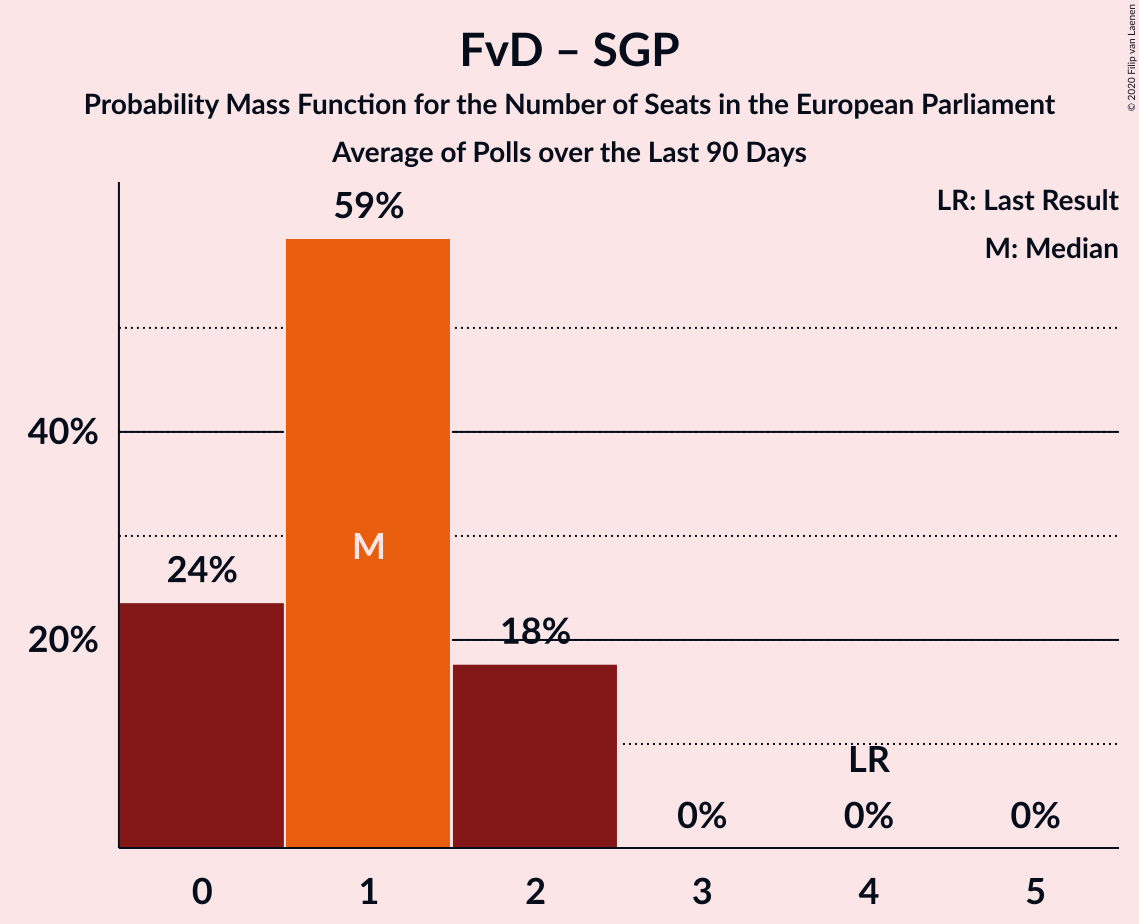 FvD – SGP
Probability Mass Function for the Number of Seats in the European Parliament
Average of Polls over the Last 90 Days
© 2020 Filip van Laenen
LR: Last Result
M: Median
59%
40%
M
24%
18%
20%
LR
0% 0% 0%
0 1 2 3 4 5